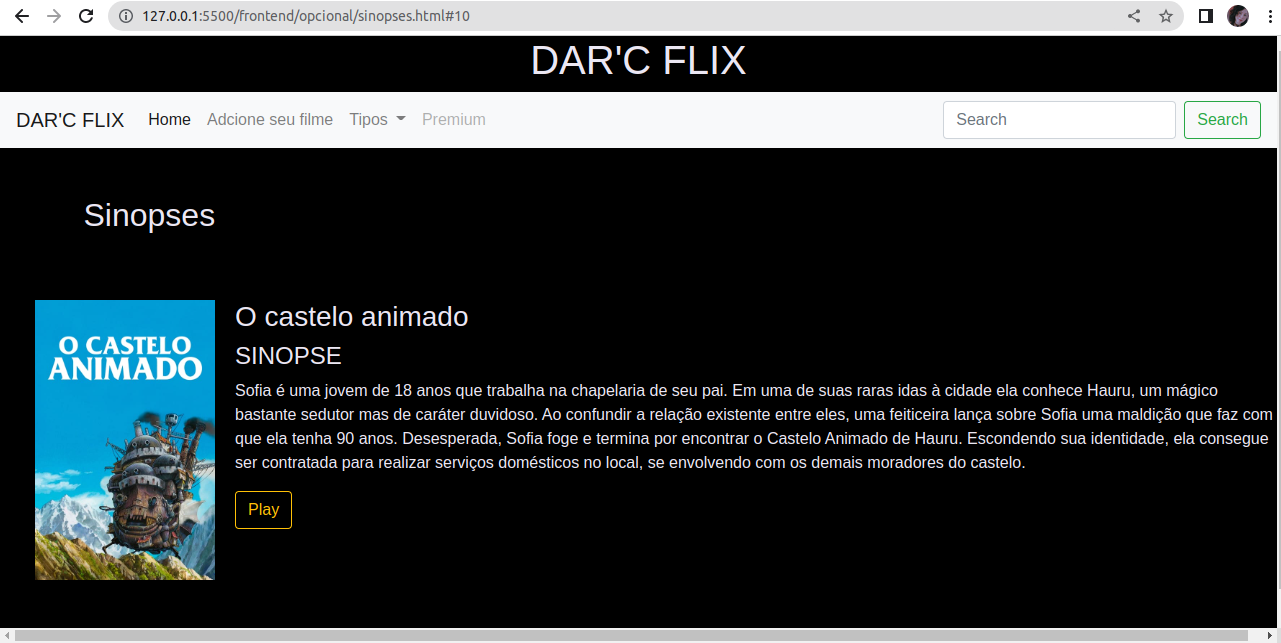 127.0.0.1:5500/frontend/opcional/sinopses.html#10
DAR'C FLIX
DAR'C FLIX Home Adcione seu filme Tipos Premium Search Search
Sinopses
O CASTELO
ANIMADO
O castelo animado
SINOPSE
Sofia é uma jovem de 18 anos que trabalha na chapelaria de seu pai. Em uma de suas raras idas à cidade ela conhece Hauru, um mágico
bastante sedutor mas de caráter duvidoso. Ao confundir a relação existente entre eles, uma feiticeira lança sobre Sofia uma maldição que faz com
que ela tenha 90 anos. Desesperada, Sofia foge e termina por encontrar o Castelo Animado de Hauru. Escondendo sua identidade, ela consegue
ser contratada para realizar serviços domésticos no local, se envolvendo com os demais moradores do castelo.
Play